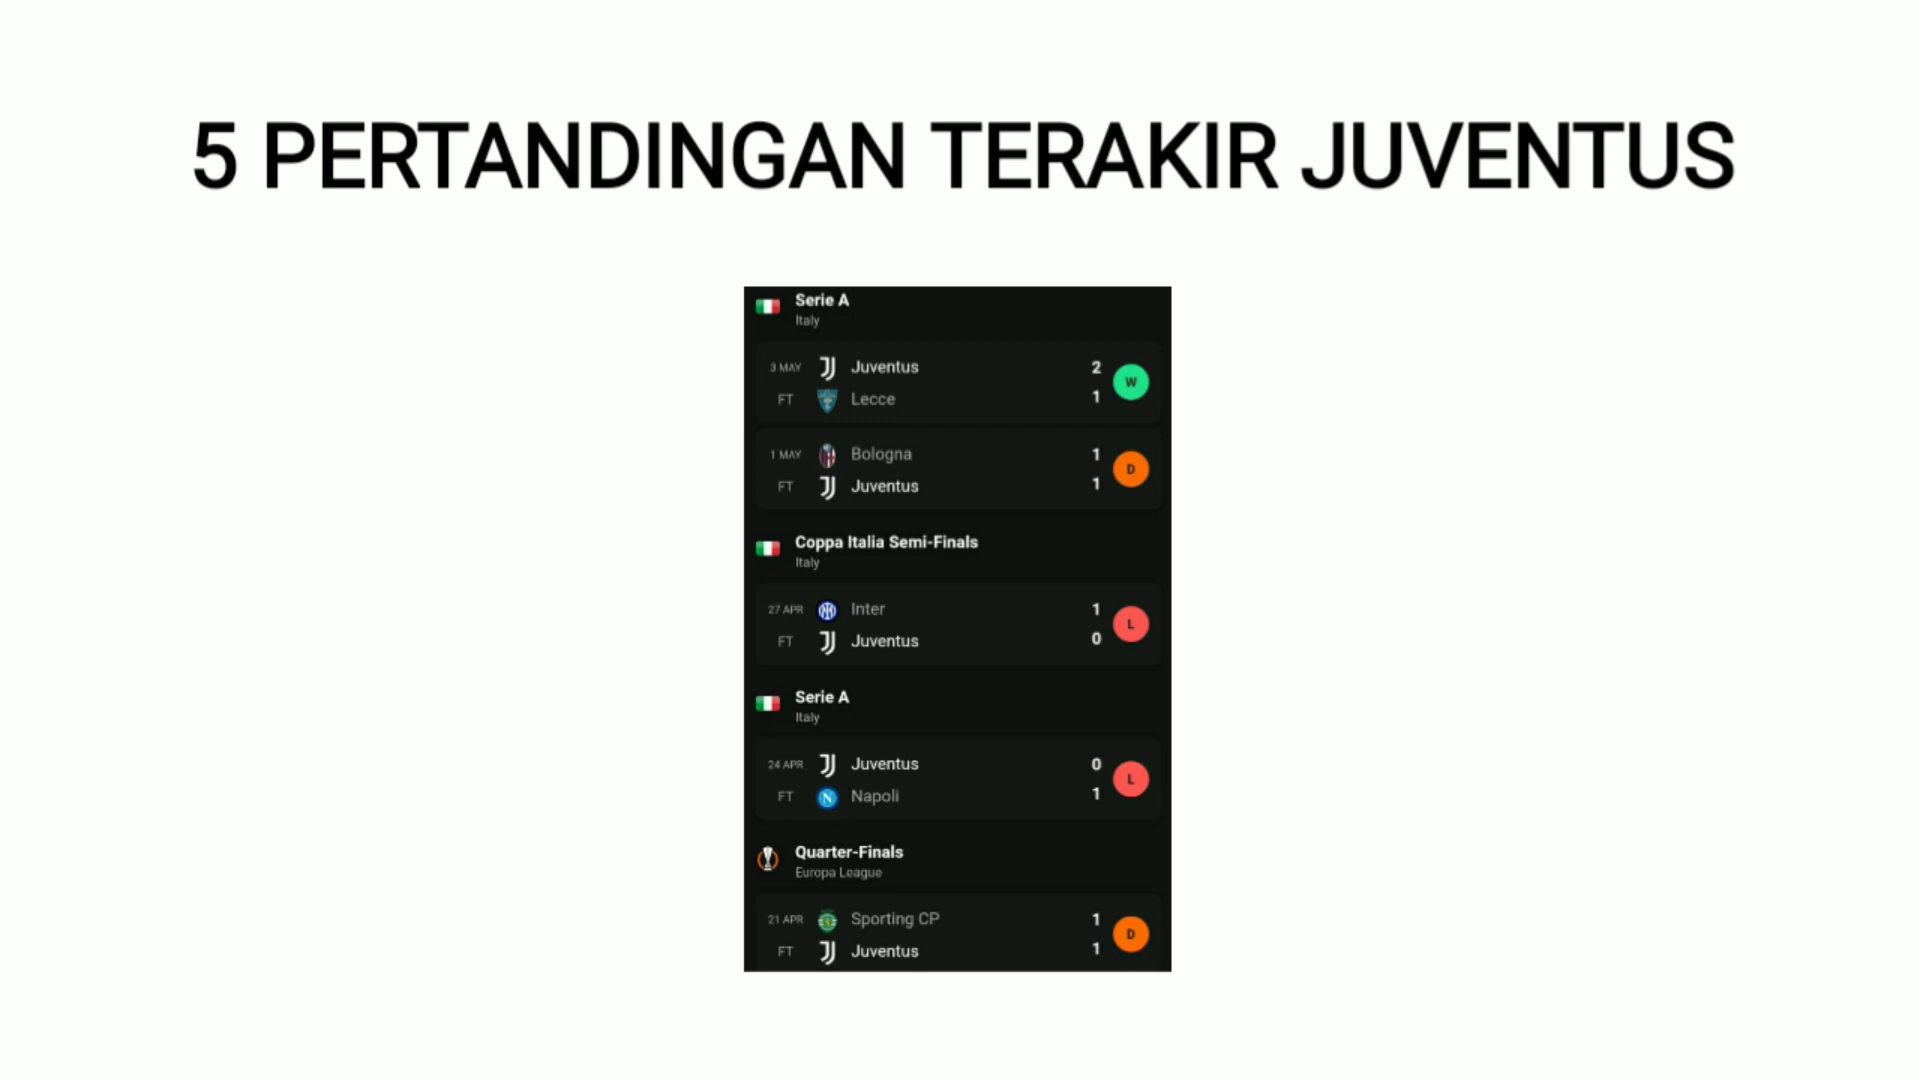 5 PERTANDINGAN TERAKIR JUVENTUS
Serie A
Italy
3 MAY Juventus 2
W
FT Lecce 1
1 MAY Bologna 1
D
FT Juventus 1
Coppa Italia Semi-Finals
Italy
27 APR Inter 1
L
FT Juventus 0
Serie A
Italy
24 APR Juventus 0
L
FT N Napoli 1
Quarter-Finals
Europa League
21 APR Sporting CP 1
D
FT Juventus 1